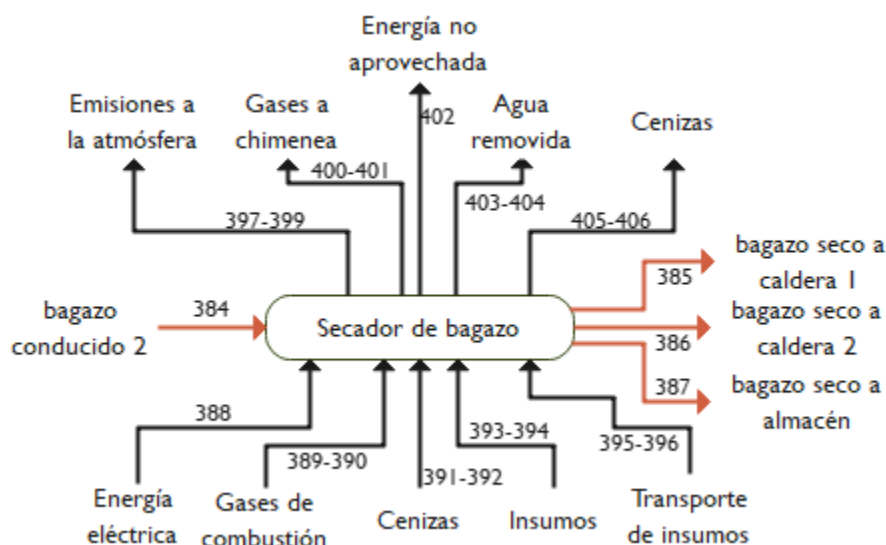 Energía no
aprovechada
Emisiones a
la atmósfera
Gases a
chimenea
402
Agua
removida
Cenizas
400-401
403-404
397-399
405-406
bagazo seco a
caldera 1
385
bagazo
conducido 2
384
Secador de bagazo
bagazo seco a
caldera 2
386
387
bagazo seco a
almacén
388
389-390
391-392
393-394
395-396
Energía
eléctrica
Gases de
combustión
Cenizas
Insumos
Transporte
de insumos